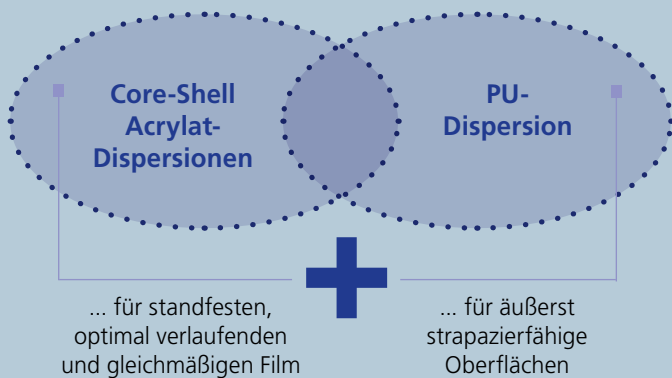 Core-Shell
Acrylat-
Dispersionen
PU-
Dispersion
... für standfesten,
optimal verlaufenden
und gleichmäßigen Film
... für äußerst
strapazierfähige
Oberflächen